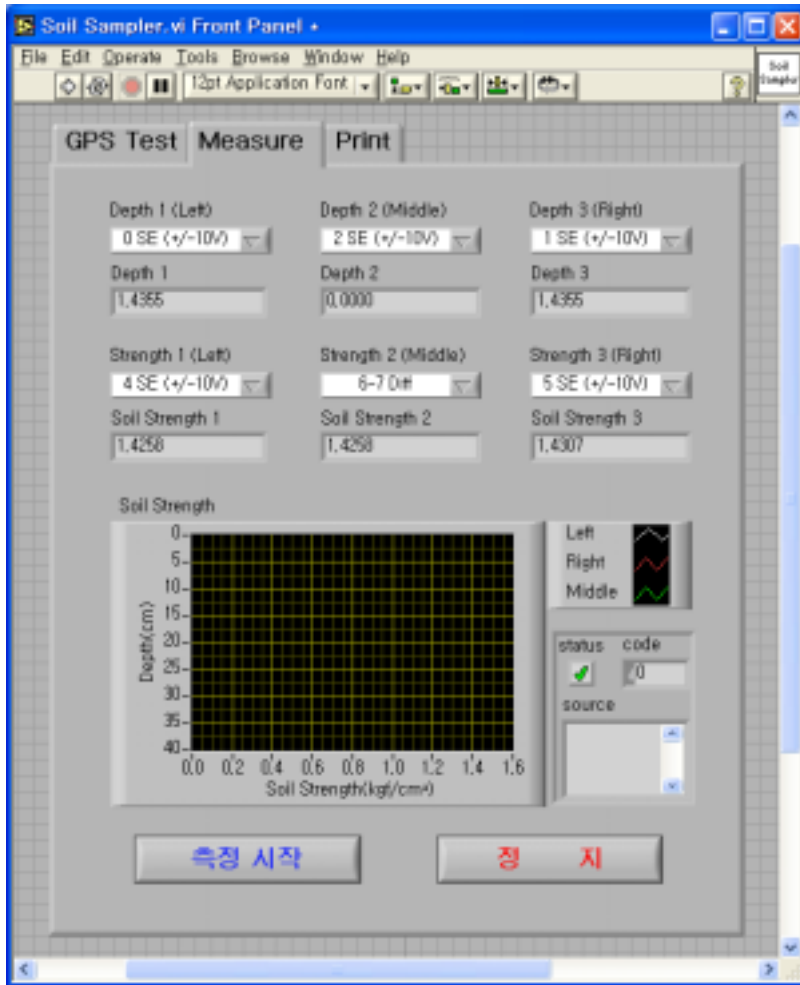 Soil Sampler.vi Front Panel *
File Edit Operate Tools Browse Window Help
12pt Application Font
Soil Sampler
GPS Test Measure Print
Depth 1 (Left) Depth 2 (Middle) Depth 3 (Right)
0 SE (+/-10V) 2 SE (+/-10V) 1 SE (+/-10V)
Depth 1 Depth 2 Depth 3
1.4355 0.0000 1.4355
Strength 1 (Left) Strength 2 (Middle) Strength 3 (Right)
4 SE (+/-10V) 6-7 Diff 5 SE (+/-10V)
Soil Strength 1 Soil Strength 2 Soil Strength 3
1.4258 1.4258 1.4307
Soil Strength
0
5
10
15
20
25
30
35
40
Depth(cm)
0.0 0.2 0.4 0.6 0.8 1.0 1.2 1.4 1.6
Soil Strength(kgf/cm²)
Left
Right
Middle
status code
0
source
측정 시작 정 지